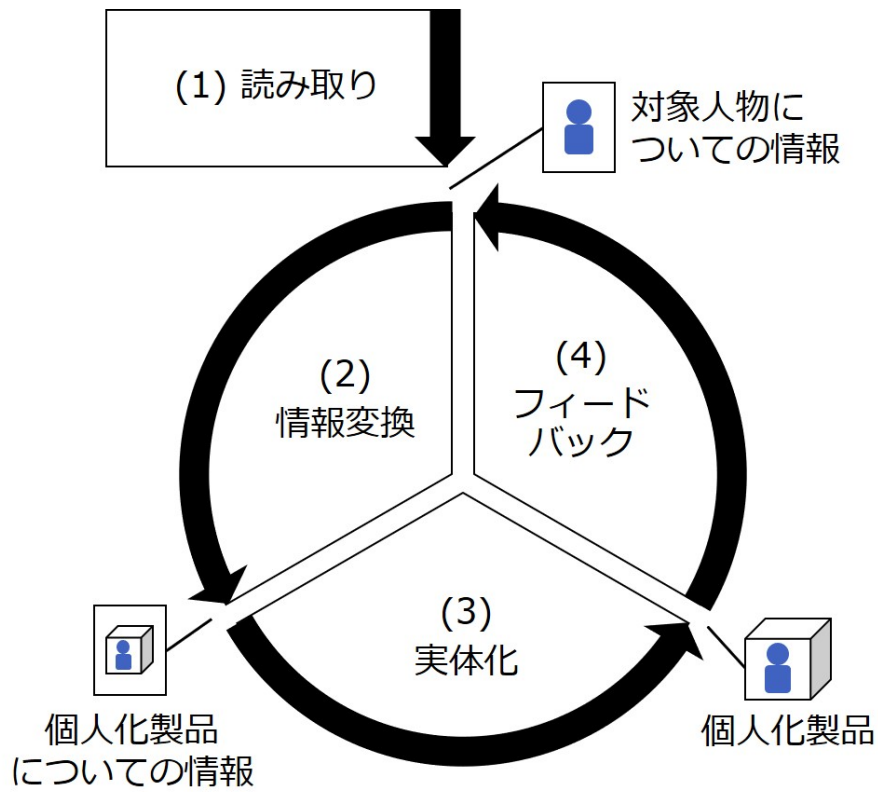 (1) 読み取り
対象人物に
ついての情報
(2)
情報変換
(4)
フィード
バック
(3)
実体化
個人化製品
についての情報
個人化製品